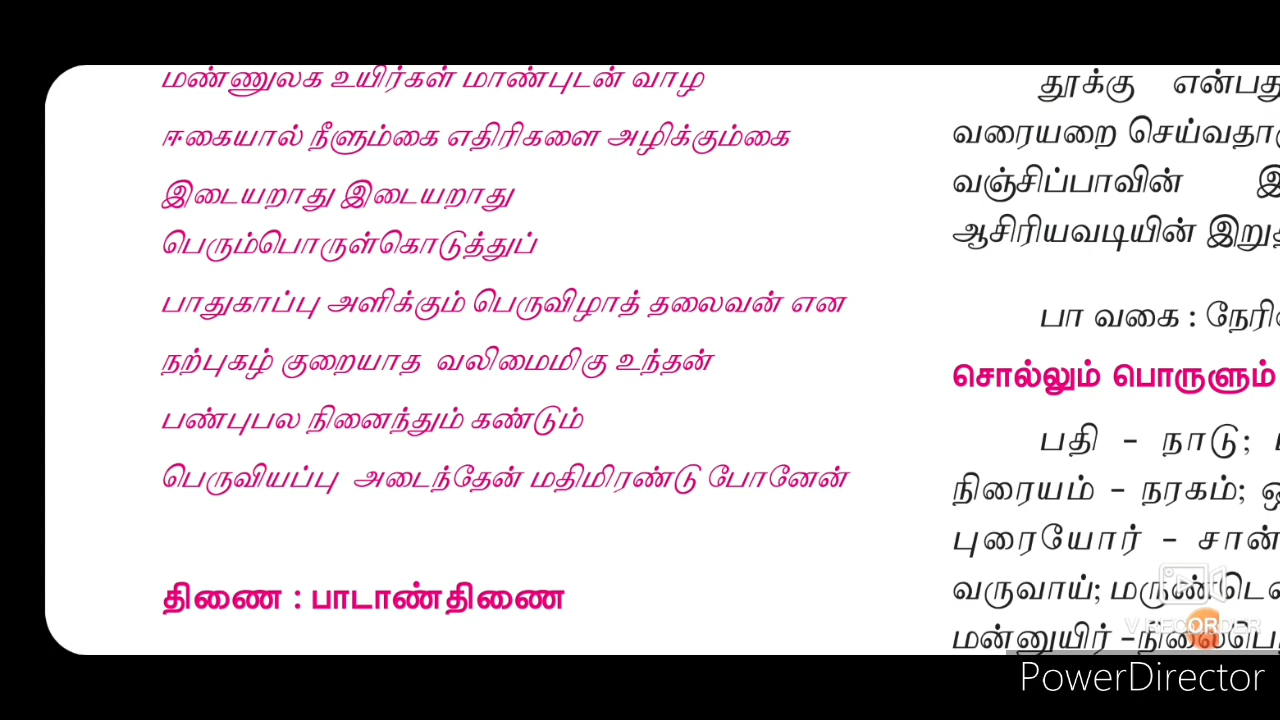 மண்ணுலக உயிர்கள் மாண்புடன் வாழ
ஈகையால் நீளும்கை எதிரிகளை அழிக்கும்கை
இடையறாது இடையறாது
பெரும்பொருள்கொடுத்துப்
பாதுகாப்பு அளிக்கும் பெருவிழாத் தலைவன் என
நற்புகழ் குறையாத வலிமைமிகு உந்தன்
பண்புபல நினைந்தும் கண்டும்
பெருவியப்பு அடைந்தேன் மதிமிரண்டு போனேன்
திணை : பாடாண்திணை
தூக்கு என்பது
வரையறை
வஞ்சிப்பாவின்
ஆசிரியவடியின்
பா வகை :
சொல்லும் பொருளும்
பதி – நாடு;
நிரையம் – நரகம்;
புரையோர் –
வருவாய்;
மன்னுயிர் –
V RECORDER
PowerDirector